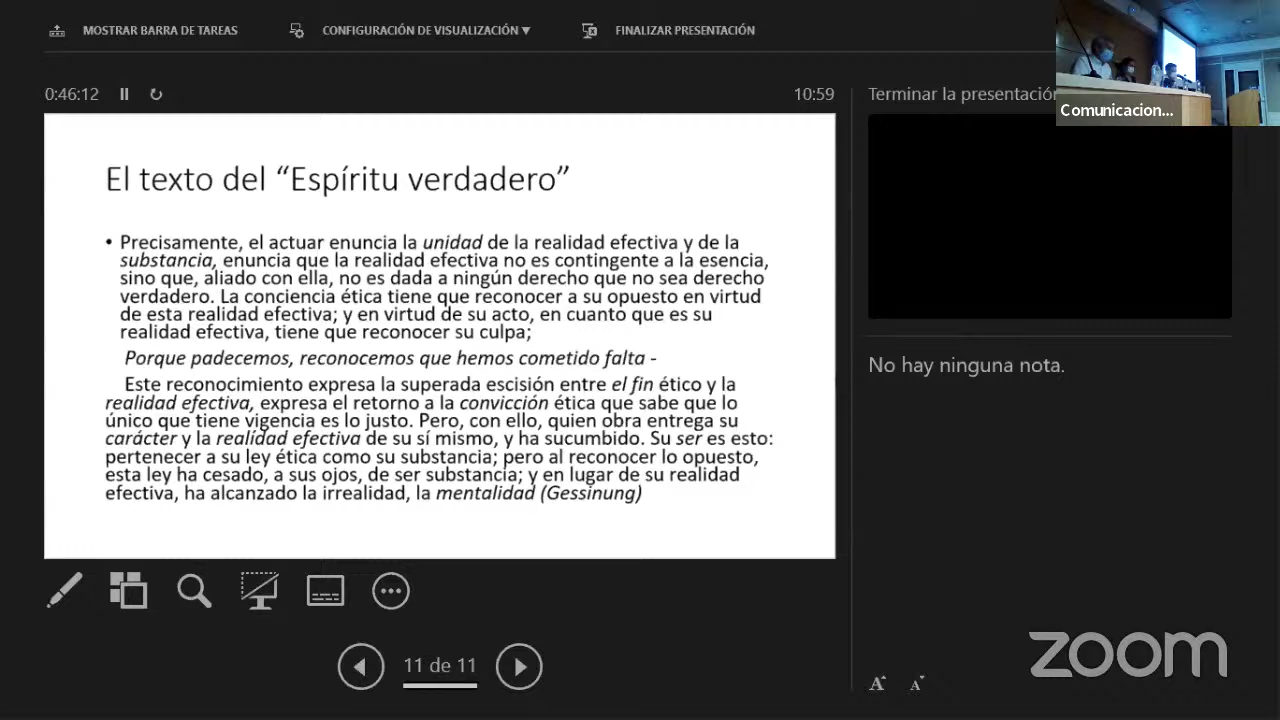 MOSTRAR BARRA DE TAREAS
CONFIGURACIÓN DE VISUALIZACIÓN ▼
FINALIZAR PRESENTACIÓN
Comunicacion...
0:46:12
10:59
Terminar la presentación
El texto del “Espíritu verdadero”
• Precisamente, el actuar enuncia la unidad de la realidad efectiva y de la
substancia, enuncia que la realidad efectiva no es contingente a la esencia,
sino que, aliado con ella, no es dada a ningún derecho que no sea derecho
verdadero. La conciencia ética tiene que reconocer a su opuesto en virtud
de esta realidad efectiva; y en virtud de su acto, en cuanto que es su
realidad efectiva, tiene que reconocer su culpa;
Porque padecemos, reconocemos que hemos cometido falta -
Este reconocimiento expresa la superada escisión entre el fin ético y la
realidad efectiva, expresa el retorno a la convicción ética que sabe que lo
único que tiene vigencia es lo justo. Pero, con ello, quien obra entrega su
carácter y la realidad efectiva de su sí mismo, y ha sucumbido. Su ser es esto:
pertenecer a su ley ética como su substancia; pero al reconocer lo opuesto,
esta ley ha cesado, a sus ojos, de ser substancia; y en lugar de su realidad
efectiva, ha alcanzado la irrealidad, la mentalidad (Gessinung)
No hay ninguna nota.
11 de 11
A A
zoom